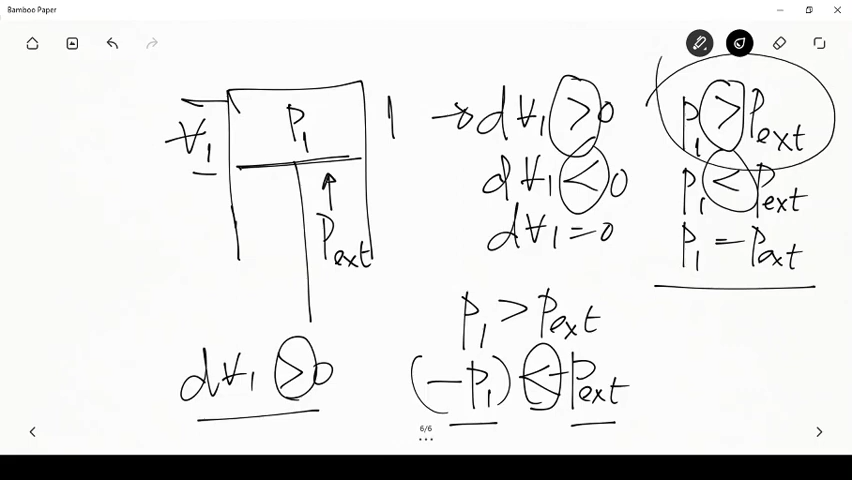 Bamboo Paper
V₁
P₁
1
→ dV₁ > 0
P₁ > Pext
dV₁ < 0
P₁ < Pext
dV₁ = 0
P₁ = Pext
Pext
P₁ > Pext
dV₁ > 0
(-P₁) < -Pext
6/6